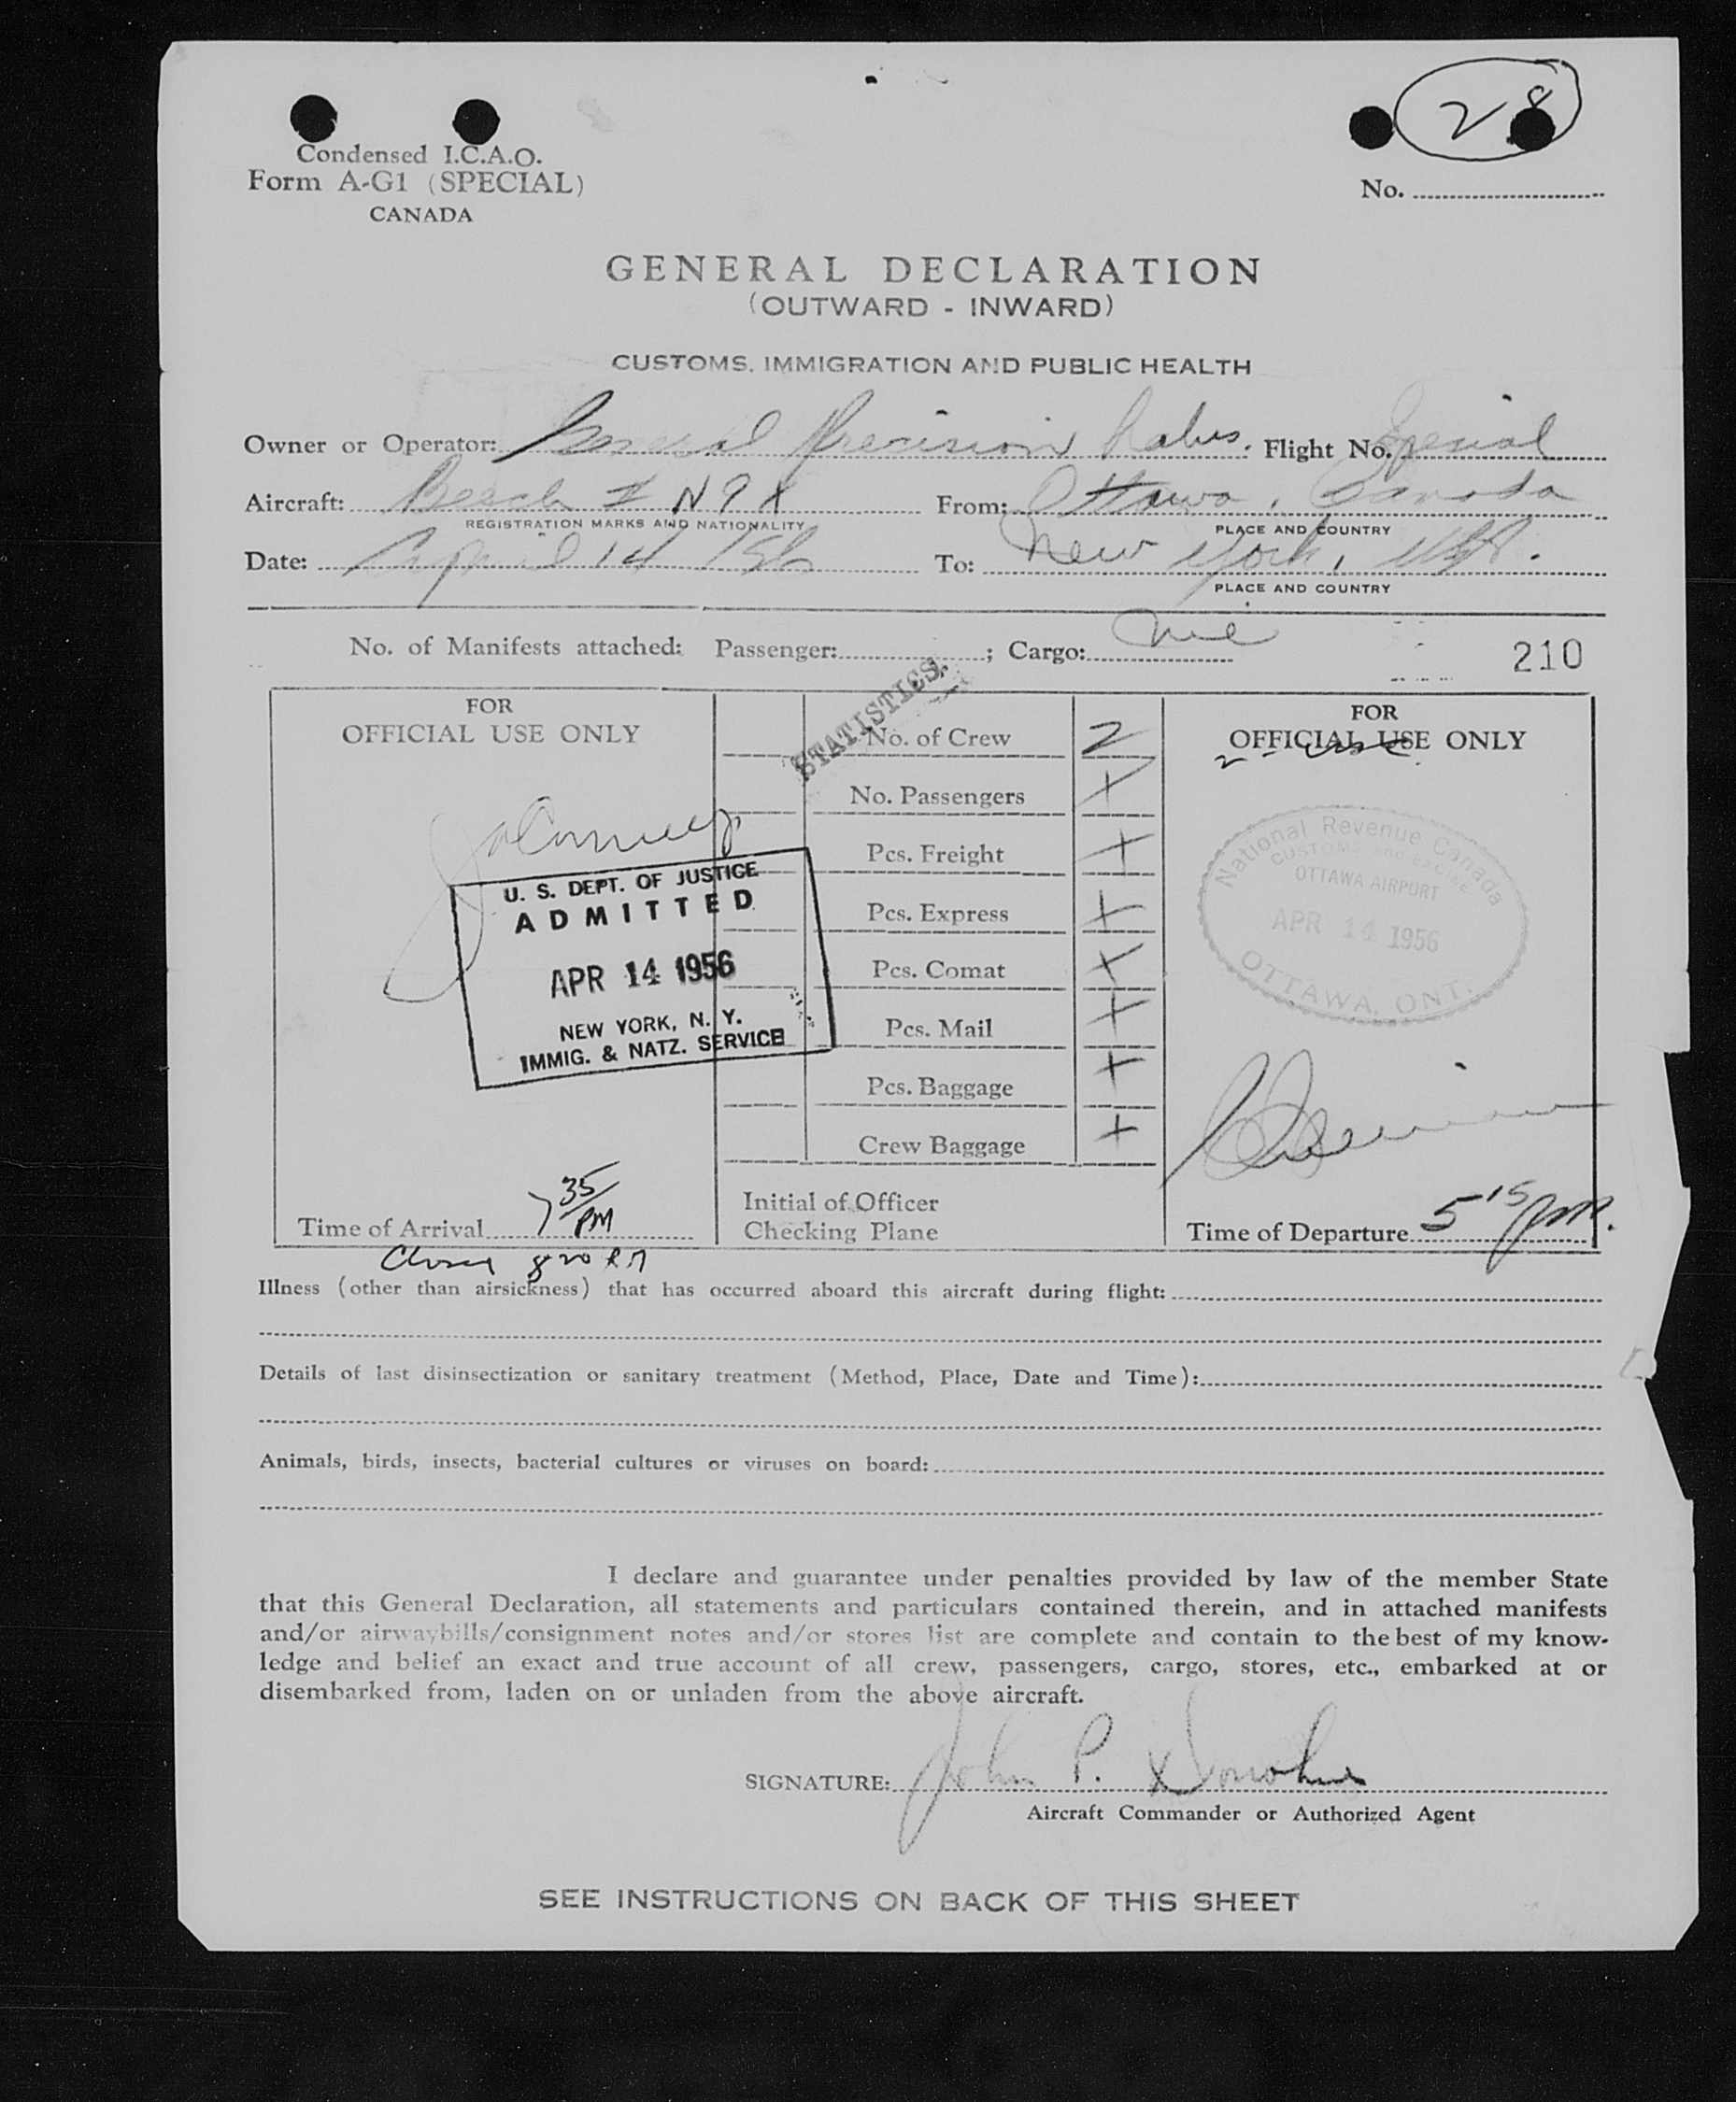 28
Condensed I.C.A.O.
Form A-G1 (SPECIAL)
CANADA
No.
GENERAL DECLARATION
(OUTWARD - INWARD)
CUSTOMS, IMMIGRATION AND PUBLIC HEALTH
Owner or Operator: General Precision Labs. Flight No. Special
Aircraft: Beech # N9X From: Ottawa, Canada
REGISTRATION MARKS AND NATIONALITY PLACE AND COUNTRY
Date: April 14 / 56 To: New York, USA.
PLACE AND COUNTRY
No. of Manifests attached: Passenger: ; Cargo: nil 210
STATISTICS
FOR
OFFICIAL USE ONLY
U. S. DEPT. OF JUSTICE
ADMITTED
APR 14 1956
NEW YORK, N. Y.
IMMIG. & NATZ. SERVICE
Time of Arrival 7 35/PM
No. of Crew 2
No. Passengers X
Pcs. Freight X
Pcs. Express X
Pcs. Comat X
Pcs. Mail X
Pcs. Baggage X
Crew Baggage X
Initial of Officer
Checking Plane
FOR
OFFICIAL USE ONLY
2
National Revenue Canada
CUSTOMS and EXCISE
OTTAWA AIRPORT
APR 14 1956
OTTAWA, ONT.
Time of Departure 5 15 pm.
820 PM
Illness (other than airsickness) that has occurred aboard this aircraft during flight:
Details of last disinsectization or sanitary treatment (Method, Place, Date and Time):
Animals, birds, insects, bacterial cultures or viruses on board:
I declare and guarantee under penalties provided by law of the member State
that this General Declaration, all statements and particulars contained therein, and in attached manifests
and/or airwaybills/consignment notes and/or stores list are complete and contain to the best of my know-
ledge and belief an exact and true account of all crew, passengers, cargo, stores, etc., embarked at or
disembarked from, laden on or unladen from the above aircraft.
SIGNATURE: John P. Donohue
Aircraft Commander or Authorized Agent
SEE INSTRUCTIONS ON BACK OF THIS SHEET